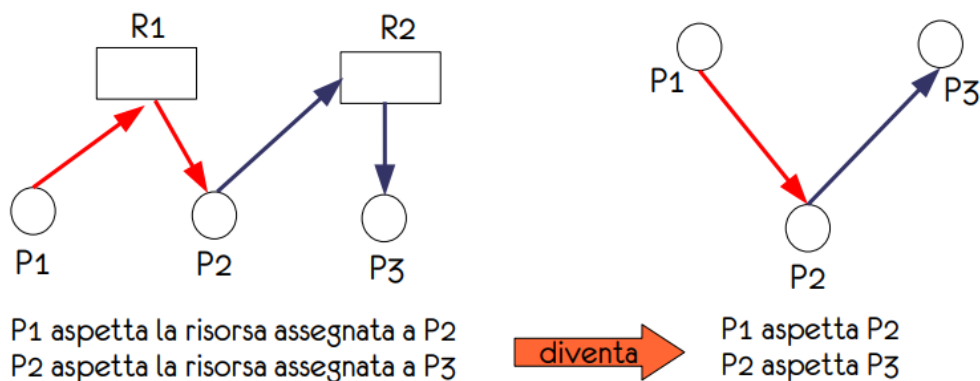 R1
R2
P1
P3
P1
P2
P3
P2
P1 aspetta la risorsa assegnata a P2
P2 aspetta la risorsa assegnata a P3
diventa
P1 aspetta P2
P2 aspetta P3